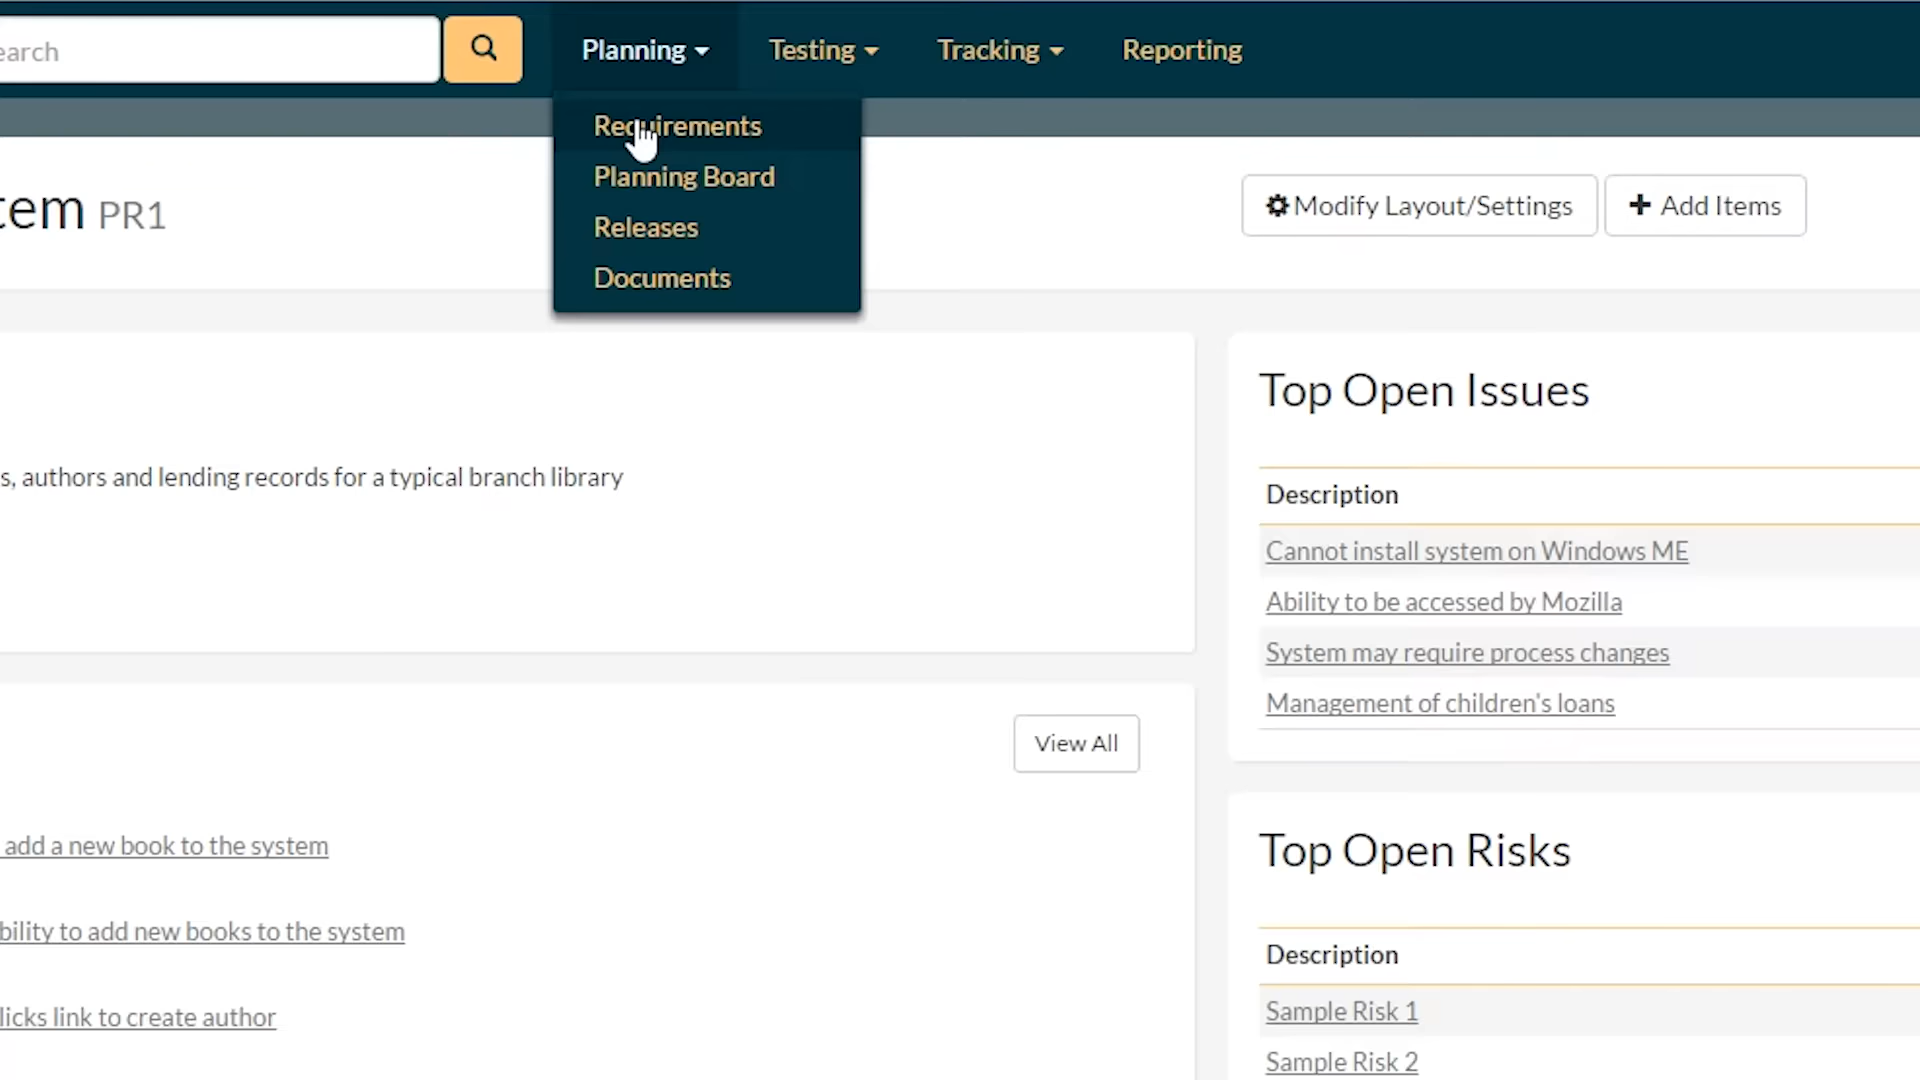 earch
Planning
Testing
Tracking
Reporting
Requirements
Planning Board
Releases
Documents
tem PR1
Modify Layout/Settings
Add Items
s, authors and lending records for a typical branch library
View All
add a new book to the system
bility to add new books to the system
licks link to create author
Top Open Issues
Description
Cannot install system on Windows ME
Ability to be accessed by Mozilla
System may require process changes
Management of children's loans
Top Open Risks
Description
Sample Risk 1
Sample Risk 2